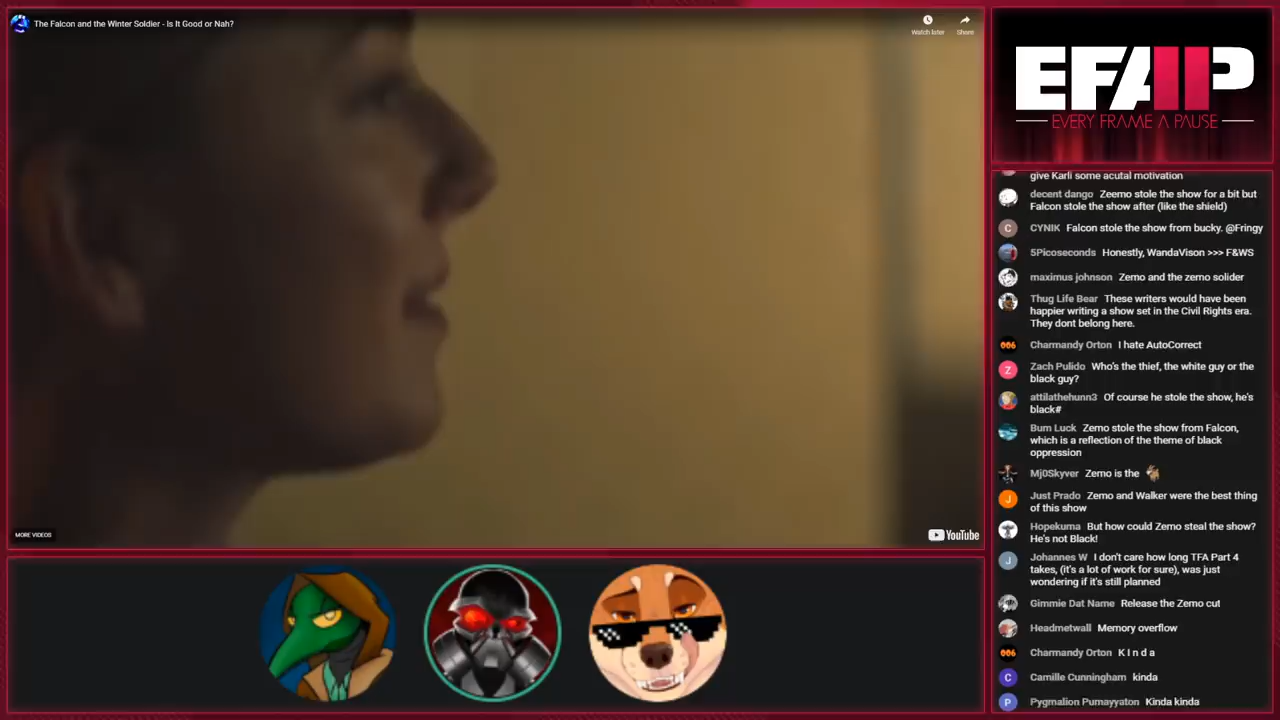 The Falcon and the Winter Soldier - Is It Good or Nah?
Watch later
Share
MORE VIDEOS
YouTube
EFAP
EVERY FRAME A PAUSE
give Karli some acutal motivation
decent dango Zeemo stole the show for a bit but
Falcon stole the show after (like the shield)
CYNIK Falcon stole the show from bucky. @Fringy
5Picoseconds Honestly, WandaVison >>> F&WS
maximus johnson Zemo and the zemo solider
Thug Life Bear These writers would have been
happier writing a show set in the Civil Rights era.
They dont belong here.
Charmandy Orton I hate AutoCorrect
Zach Pulido Who's the thief, the white guy or the
black guy?
attilathehunn3 Of course he stole the show, he's
black#
Bum Luck Zemo stole the show from Falcon,
which is a reflection of the theme of black
oppression
Mj0Skyver Zemo is the
Just Prado Zemo and Walker were the best thing
of this show
Hopekuma But how could Zemo steal the show?
He's not Black!
Johannes W I don't care how long TFA Part 4
takes, (it's a lot of work for sure), was just
wondering if it's still planned
Gimmie Dat Name Release the Zemo cut
Headmetwall Memory overflow
Charmandy Orton K I n d a
Camille Cunningham kinda
Pygmalion Pumayyaton Kinda kinda